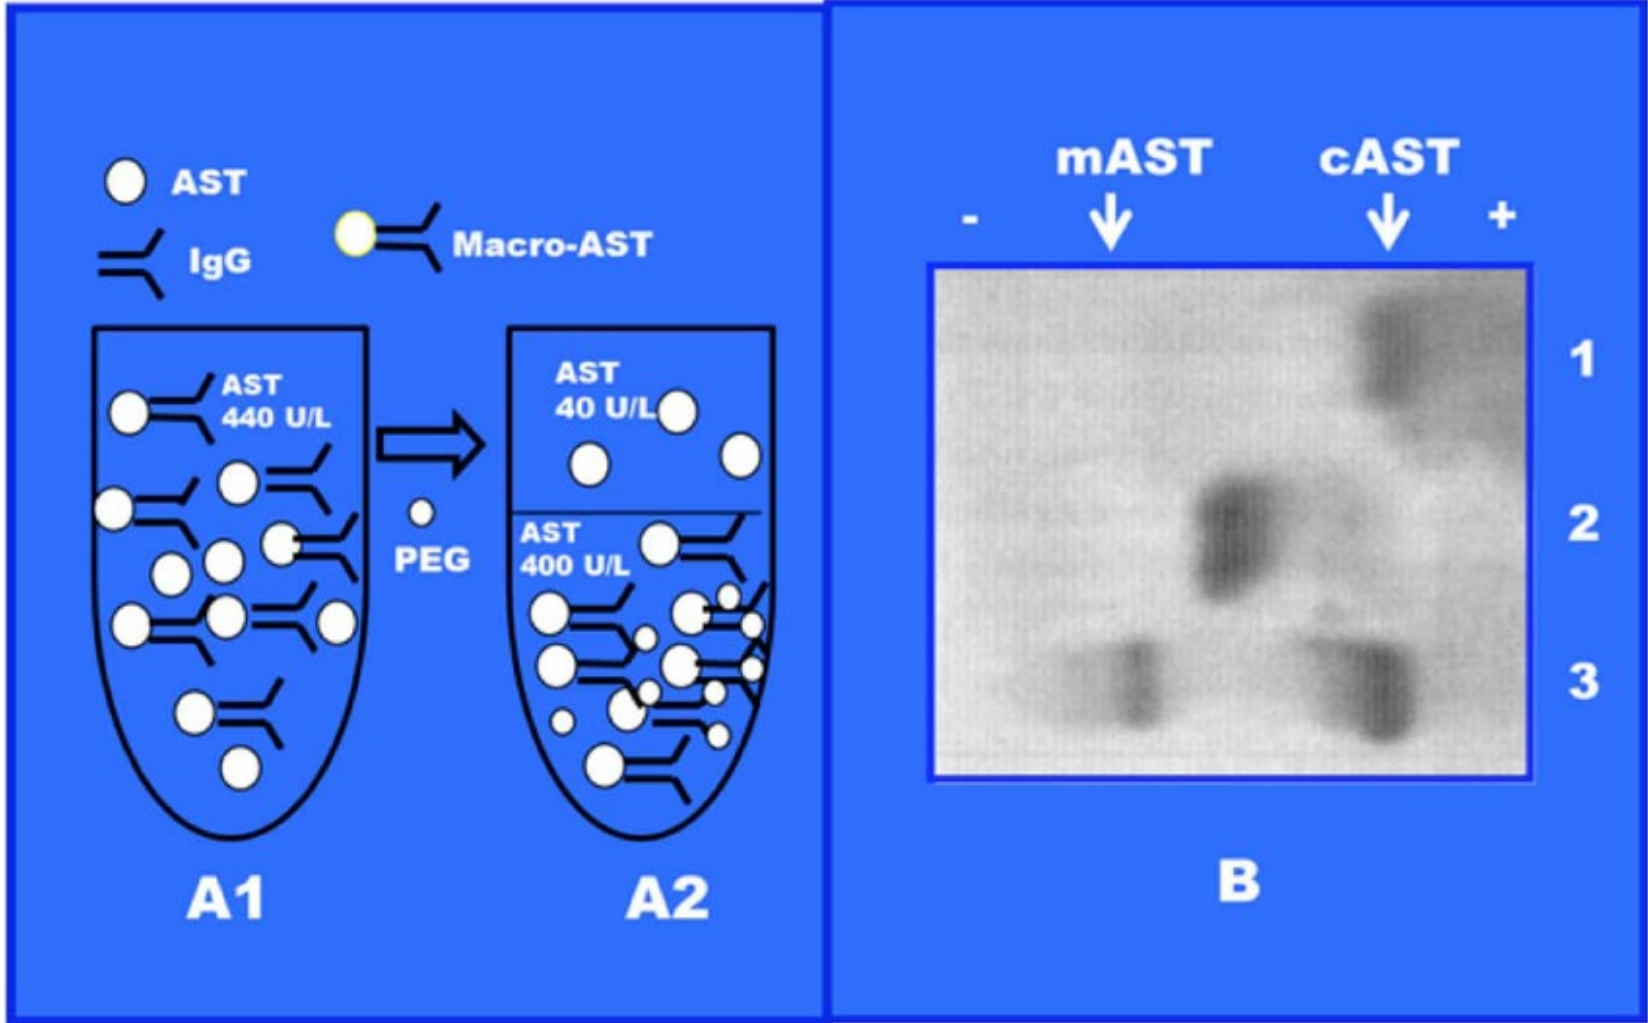 AST
IgG
Macro-AST
AST
440 U/L
PEG
AST
40 U/L
AST
400 U/L
A1
A2
mAST
cAST
-
+
1
2
3
B